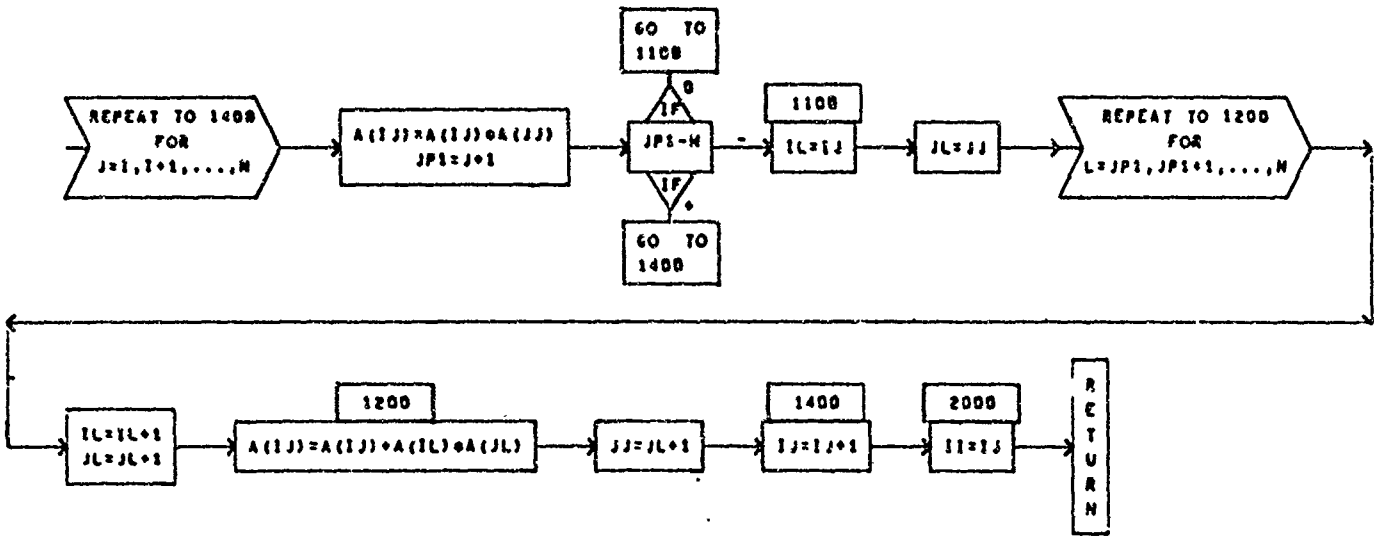 GO TO
1100
0
IF
REPEAT TO 1400
FOR
J=I,I+1,...,N
A(IJ)=A(IJ)*A(JJ)
JP1=J+1
JP1-N
-
IF
+
GO TO
1400
1100
IL=IJ
JL=JJ
REPEAT TO 1200
FOR
L=JP1,JP1+1,...,N
IL=IL+1
JL=JL+1
1200
A(IJ)=A(IJ)+A(IL)*A(JL)
JJ=JL+1
1400
IJ=IJ+1
2000
II=IJ
RETURN